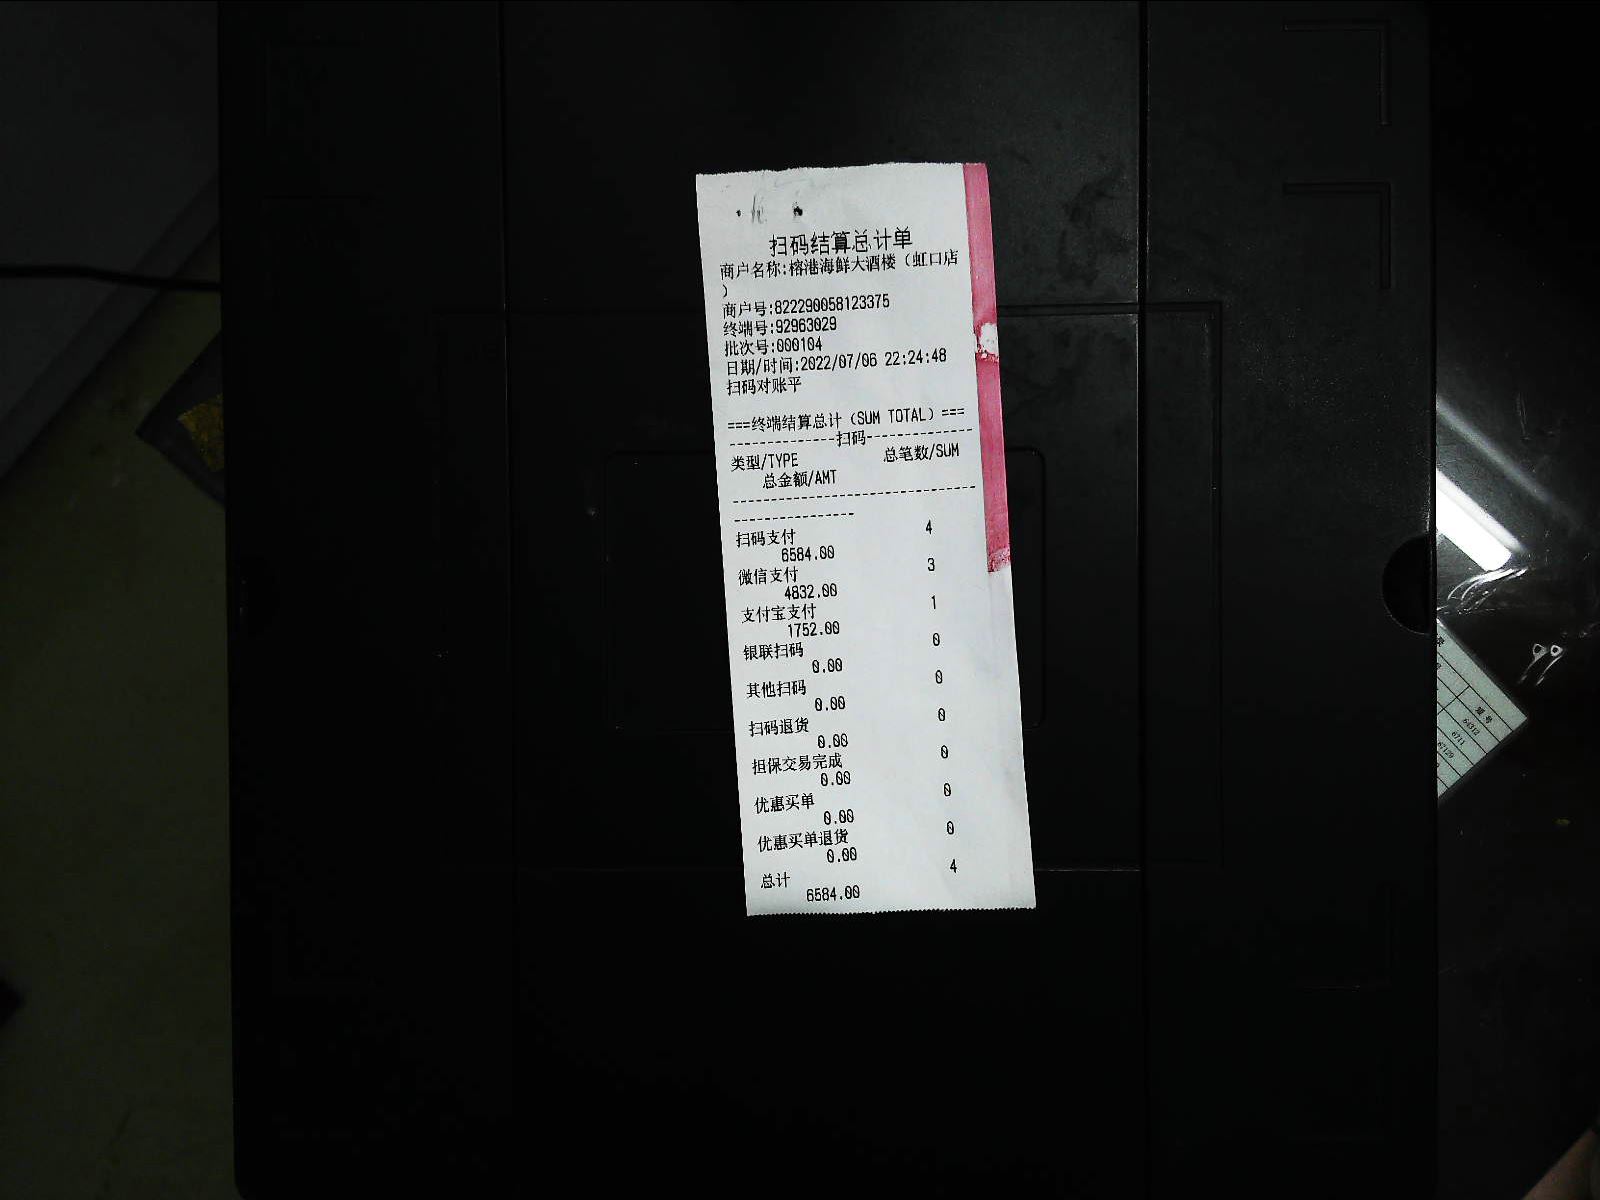 扫码结算总计单
商户名称:榕港海鲜大酒楼（虹口店
）
商户号:822290058123375
终端号:92963029
批次号:000104
日期/时间:2022/07/06 22:24:48
扫码对账平
===终端结算总计（SUM TOTAL）===
--------------扫码--------------
类型/TYPE 总笔数/SUM
总金额/AMT
--------------------------------
----------------
扫码支付 4
6584.00
微信支付 3
4832.00
支付宝支付 1
1752.00
银联扫码 0
0.00
其他扫码 0
0.00
扫码退货 0
0.00
担保交易完成 0
0.00
优惠买单 0
0.00
优惠买单退货 0
0.00
总计 4
6584.00
64312
6711
67129